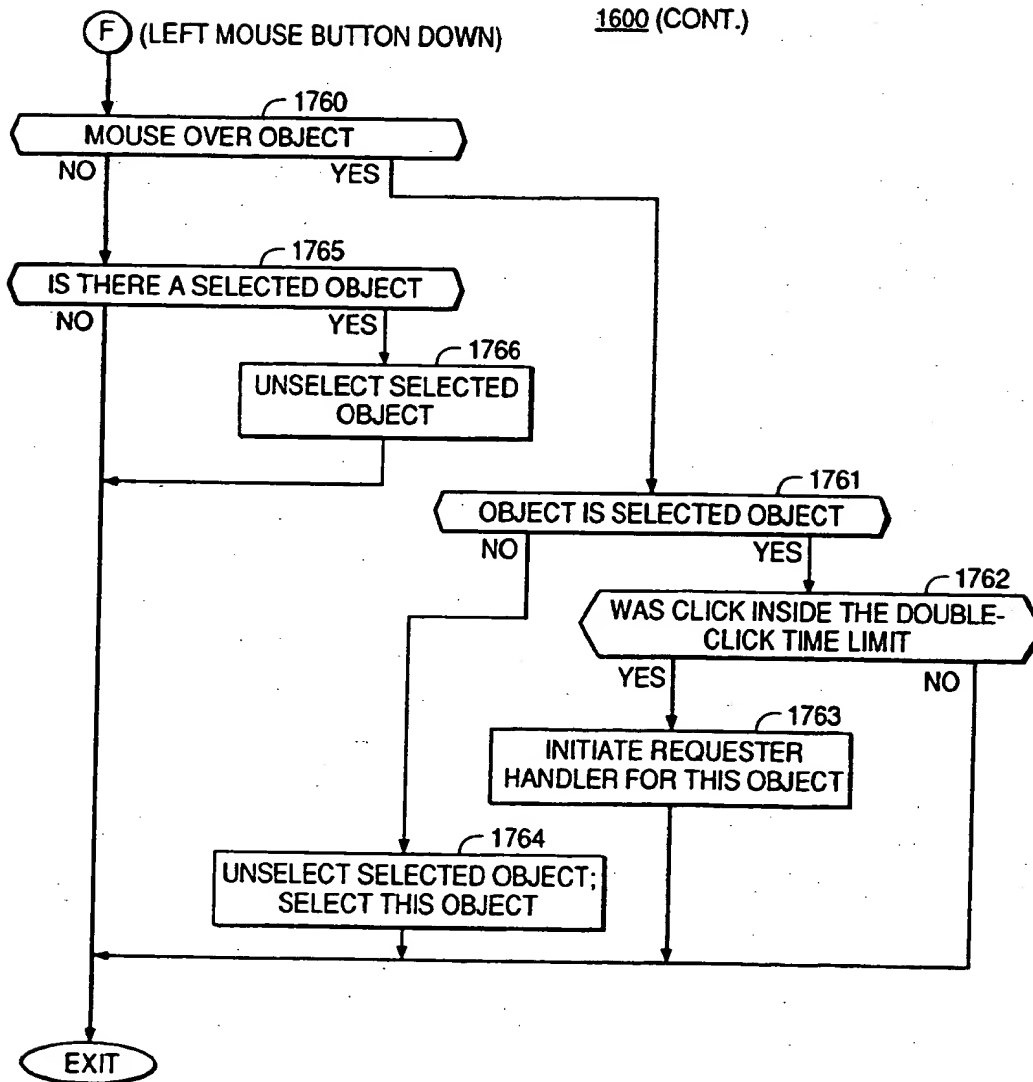 1600 (CONT.)
F (LEFT MOUSE BUTTON DOWN)
1760
MOUSE OVER OBJECT
NO YES
1765
IS THERE A SELECTED OBJECT
NO YES
1766
UNSELECT SELECTED
OBJECT
1761
OBJECT IS SELECTED OBJECT
NO YES
1762
WAS CLICK INSIDE THE DOUBLE-
CLICK TIME LIMIT
YES NO
1763
INITIATE REQUESTER
HANDLER FOR THIS OBJECT
1764
UNSELECT SELECTED OBJECT;
SELECT THIS OBJECT
EXIT